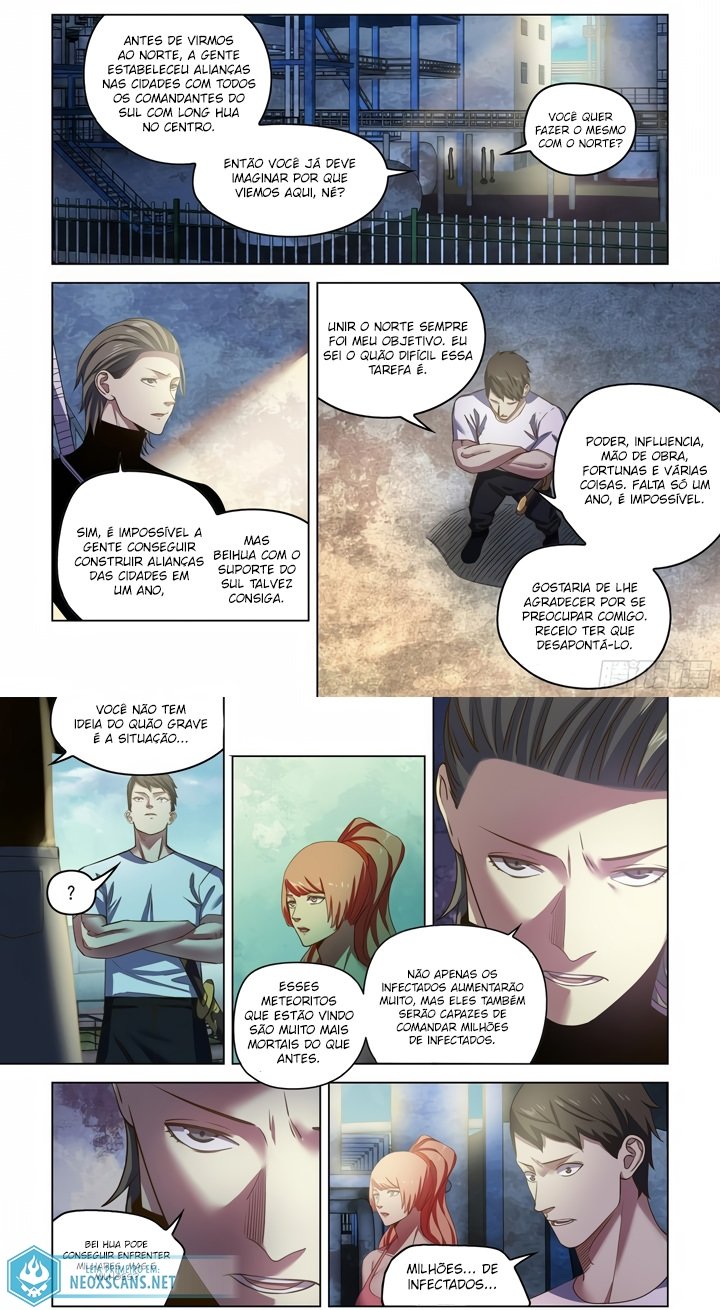 ANTES DE VIRMOS
AO NORTE, A GENTE
ESTABELECEU ALIANÇAS
NAS CIDADES COM TODOS
OS COMANDANTES DO
SUL COM LONG HUA
NO CENTRO.
ENTÃO VOCÊ JÁ DEVE
IMAGINAR POR QUE
VIEMOS AQUI, NÉ?
VOCÊ QUER
FAZER O MESMO
COM O NORTE?
UNIR O NORTE SEMPRE
FOI MEU OBJETIVO. EU
SEI O QUÃO DIFÍCIL ESSA
TAREFA É.
PODER, INFLUENCIA,
MÃO DE OBRA,
FORTUNAS E VÁRIAS
COISAS. FALTA SÓ UM
ANO, É IMPOSSÍVEL.
GOSTARIA DE LHE
AGRADECER POR SE
PREOCUPAR COMIGO.
RECEIO TER QUE
DESAPONTÁ-LO.
SIM, É IMPOSSÍVEL A
GENTE CONSEGUIR
CONSTRUIR ALIANÇAS
DAS CIDADES EM
UM ANO,
MAS
BEIHUA COM O
SUPORTE DO
SUL TALVEZ
CONSIGA.
VOCÊ NÃO TEM
IDEIA DO QUÃO GRAVE
É A SITUAÇÃO...
?
ESSES
METEORITOS
QUE ESTÃO VINDO
SÃO MUITO MAIS
MORTAIS DO QUE
ANTES.
NÃO APENAS OS
INFECTADOS AUMENTARÃO
MUITO, MAS ELES TAMBÉM
SERÃO CAPAZES DE
COMANDAR MILHÕES
DE INFECTADOS.
BEI HUA PODE
CONSEGUIR ENFRENTER
MILHARES, MAS E
LEIA PRIMEIRO EM:
NEOXSCANS.NET
MILHÕES... DE
INFECTADOS...